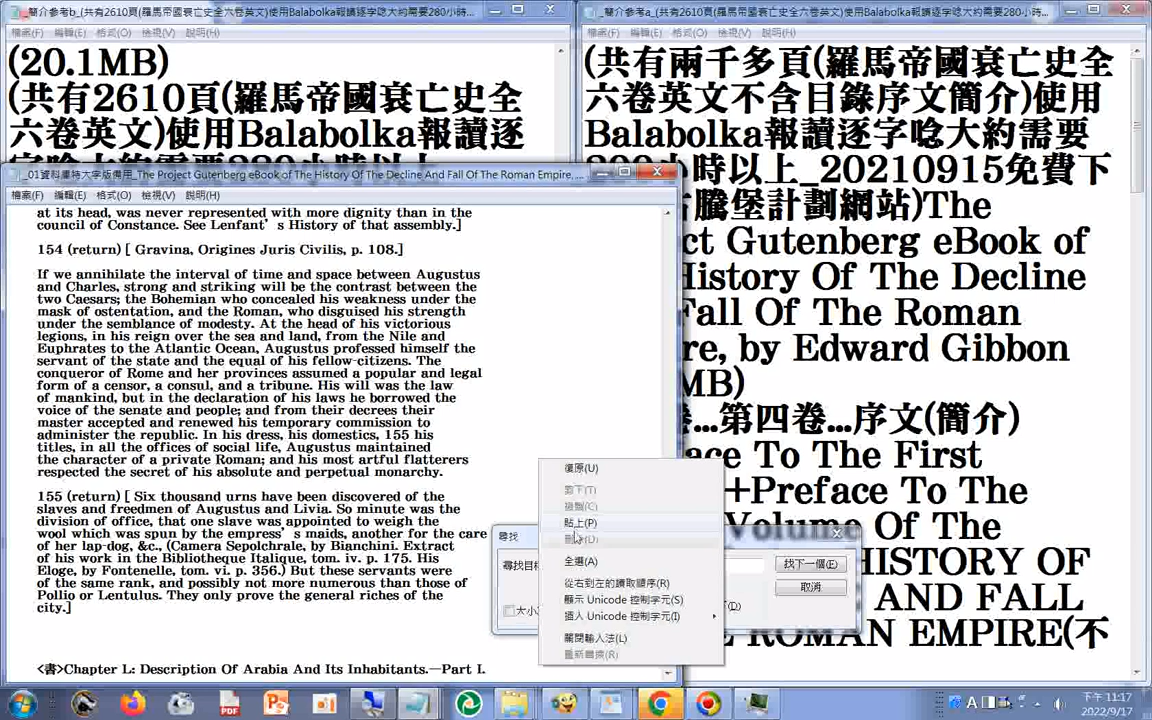 _簡介參考b_(共有2610頁(羅馬帝國衰亡史全六卷英文)使用Balabolka報讀逐字唸大約需要280小時...
檔案(F) 編輯(E) 格式(O) 檢視(V) 說明(H)
(20.1MB)
(共有2610頁(羅馬帝國衰亡史全
六卷英文)使用Balabolka報讀逐
_簡介參考a_(共有兩千多頁(羅馬帝國衰亡史全六卷英文不含目錄序文簡介)使用Balabolka報讀逐字唸大約需要280小時...
檔案(F) 編輯(E) 格式(O) 檢視(V) 說明(H)
(共有兩千多頁(羅馬帝國衰亡史全
六卷英文不含目錄序文簡介)使用
Balabolka報讀逐字唸大約需要
小時以上_20210915免費下
古騰堡計劃網站)The
ct Gutenberg eBook of
History Of The Decline
Fall Of The Roman
re, by Edward Gibbon
MB)
卷...第四卷...序文(簡介)
ace To The First
+Preface To The
Volume Of The
HISTORY OF
AND FALL
ROMAN EMPIRE(不
_01資料庫特大字版備用_The Project Gutenberg eBook of The History Of The Decline And Fall Of The Roman Empire, ...
檔案(F) 編輯(E) 格式(O) 檢視(V) 說明(H)
at its head, was never represented with more dignity than in the
council of Constance. See Lenfant’s History of that assembly.]
154 (return) [ Gravina, Origines Juris Civilis, p. 108.]
If we annihilate the interval of time and space between Augustus
and Charles, strong and striking will be the contrast between the
two Caesars; the Bohemian who concealed his weakness under the
mask of ostentation, and the Roman, who disguised his strength
under the semblance of modesty. At the head of his victorious
legions, in his reign over the sea and land, from the Nile and
Euphrates to the Atlantic Ocean, Augustus professed himself the
servant of the state and the equal of his fellow-citizens. The
conqueror of Rome and her provinces assumed a popular and legal
form of a censor, a consul, and a tribune. His will was the law
of mankind, but in the declaration of his laws he borrowed the
voice of the senate and people; and from their decrees their
master accepted and renewed his temporary commission to
administer the republic. In his dress, his domestics, 155 his
titles, in all the offices of social life, Augustus maintained
the character of a private Roman; and his most artful flatterers
respected the secret of his absolute and perpetual monarchy.
155 (return) [ Six thousand urns have been discovered of the
slaves and freedmen of Augustus and Livia. So minute was the
division of office, that one slave was appointed to weigh the
wool which was spun by the empress’s maids, another for the care
of her lap-dog, &c., (Camera Sepolchrale, by Bianchini. Extract
of his work in the Bibliotheque Italique, tom. iv. p. 175. His
Eloge, by Fontenelle, tom. vi. p. 356.) But these servants were
of the same rank, and possibly not more numerous than those of
Pollio or Lentulus. They only prove the general riches of the
city.]
<書>Chapter L: Description Of Arabia And Its Inhabitants.—Part I.
尋找
尋找目標
大小
找下一個(F)
取消
(D)
復原(U)
剪下(T)
複製(C)
貼上(P)
刪除(D)
全選(A)
從右到左的讀取順序(R)
顯示 Unicode 控制字元(S)
插入 Unicode 控制字元(I)
關閉輸入法(L)
重新轉換(R)
下午 11:17
2022/9/17